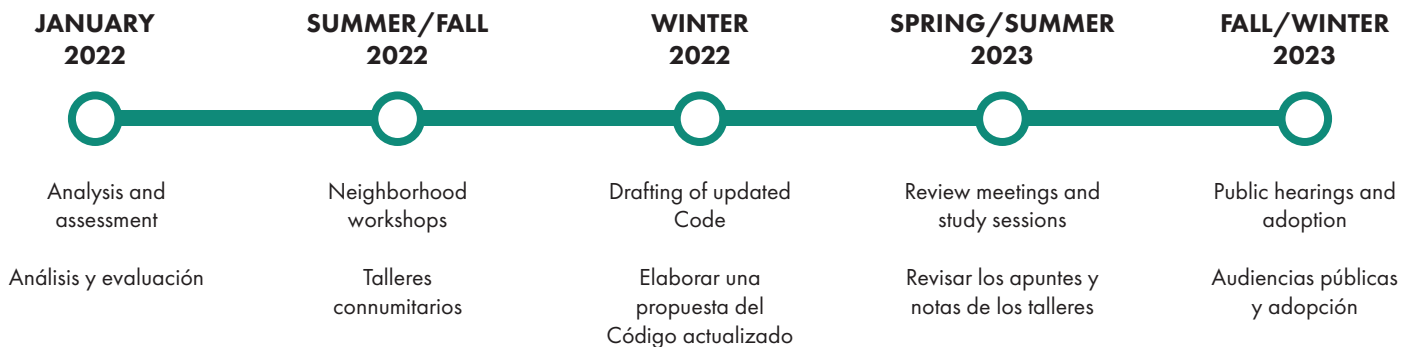 JANUARY
2022
SUMMER/FALL
2022
WINTER
2022
SPRING/SUMMER
2023
FALL/WINTER
2023
Analysis and
assessment
Análisis y evaluación
Neighborhood
workshops
Talleres
connumitarios
Drafting of updated
Code
Elaborar una
propuesta del
Código actualizado
Review meetings and
study sessions
Revisar los apuntes y
notas de los talleres
Public hearings and
adoption
Audiencias públicas
y adopción